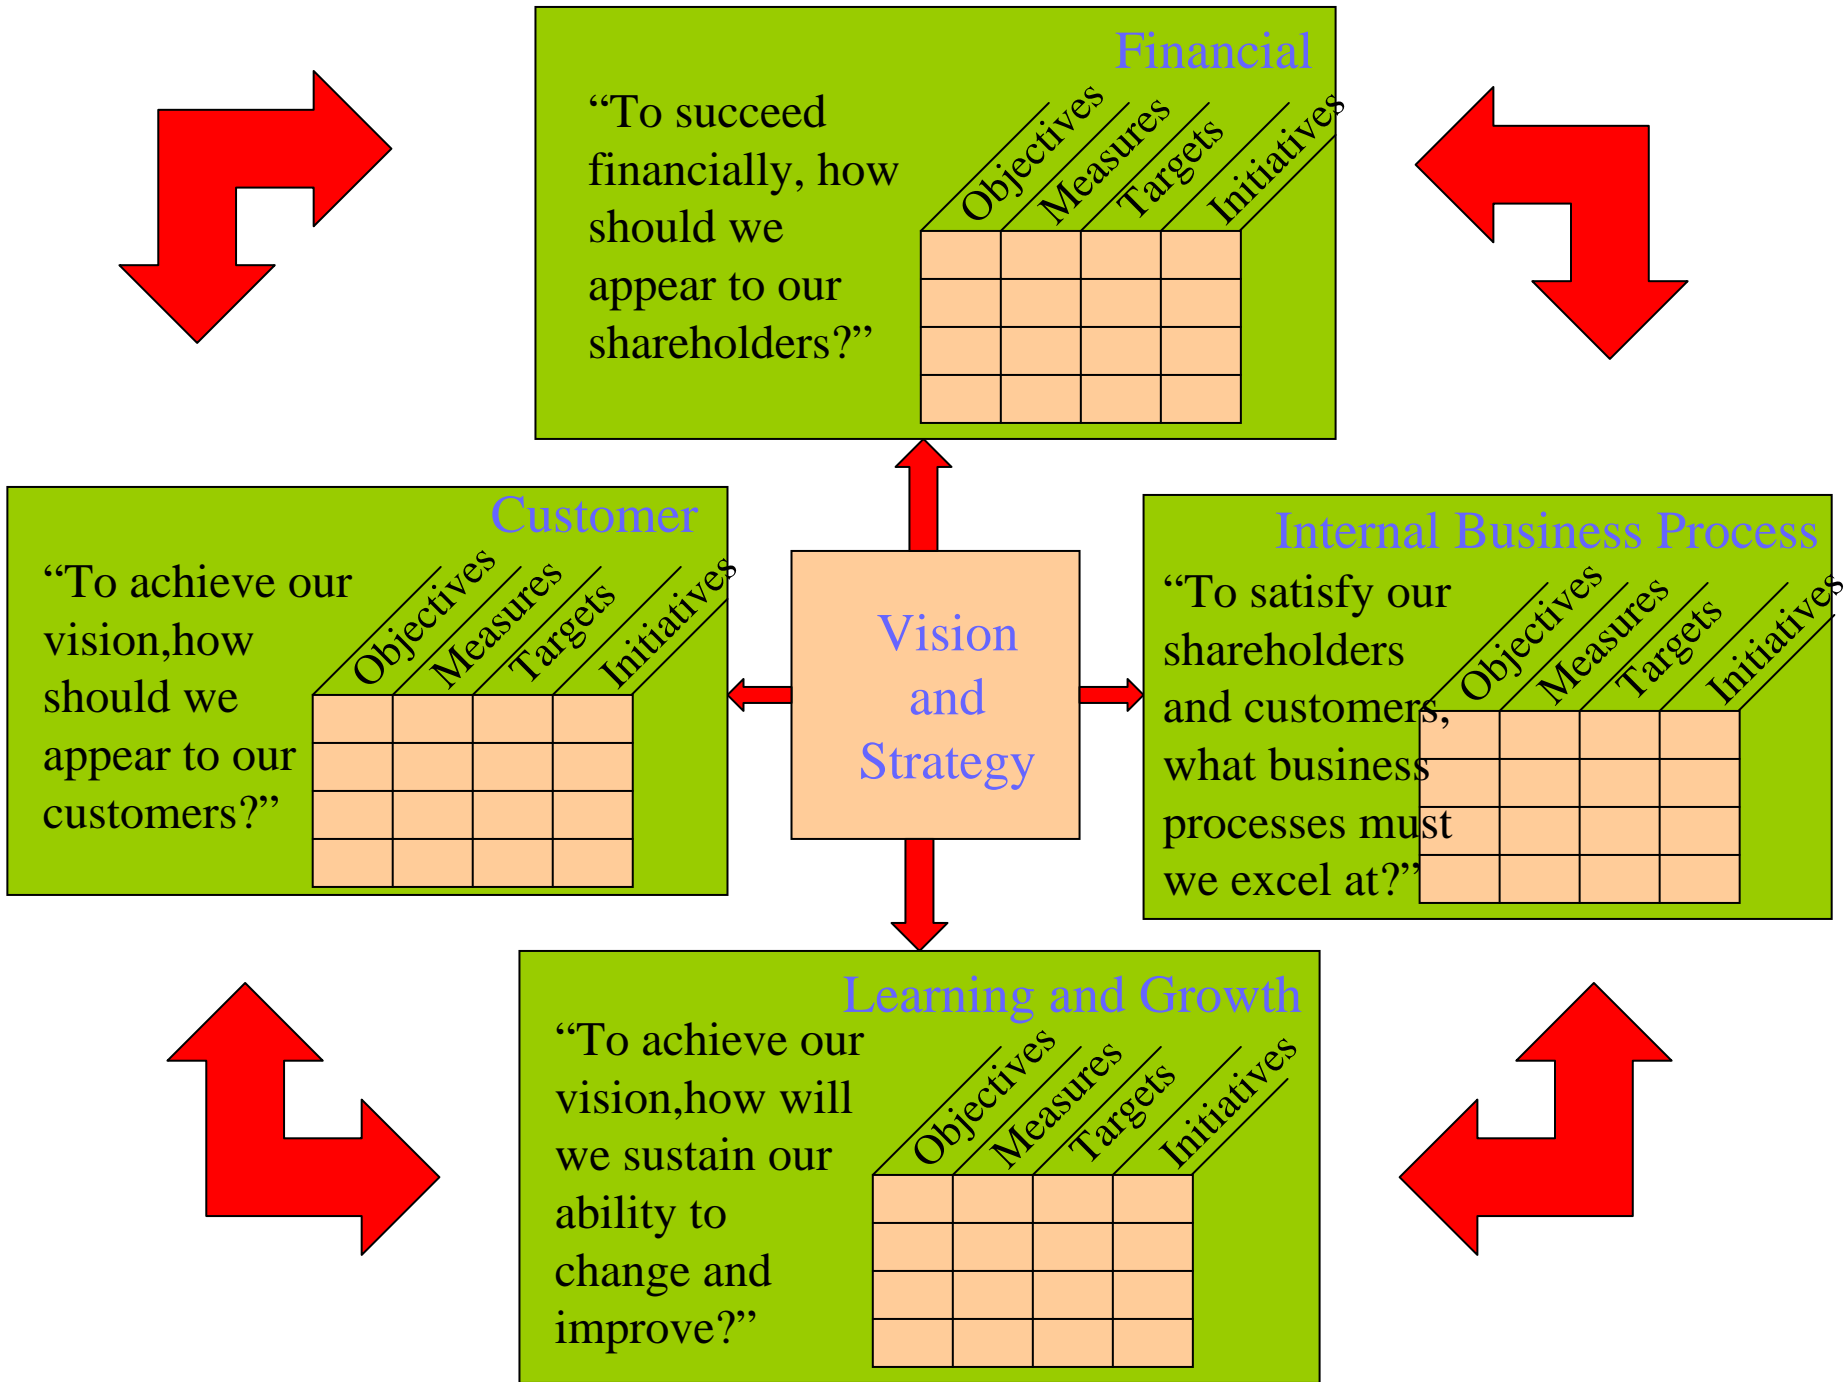 Financial
“To succeed
financially, how
should we
appear to our
shareholders?”
Objectives
Measures
Targets
Initiatives
Customer
“To achieve our
vision,how
should we
appear to our
customers?”
Objectives
Measures
Targets
Initiatives
Vision
and
Strategy
Internal Business Process
“To satisfy our
shareholders
and customers,
what business
processes must
we excel at?”
Objectives
Measures
Targets
Initiatives
Learning and Growth
“To achieve our
vision,how will
we sustain our
ability to
change and
improve?”
Objectives
Measures
Targets
Initiatives